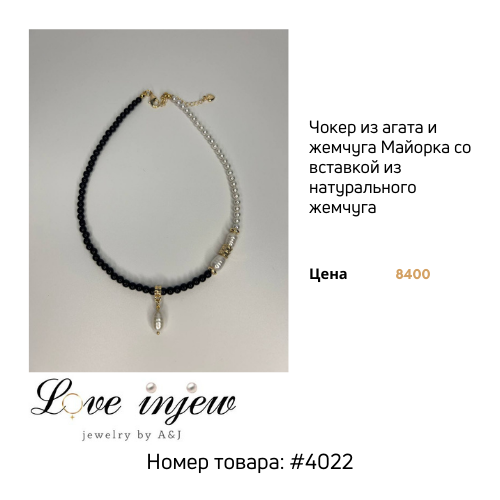 Чокер из агата и
жемчуга Майорка со
вставкой из
натурального
жемчуга
Цена 8400
Love injew
jewelry by A&J
Номер товара: #4022